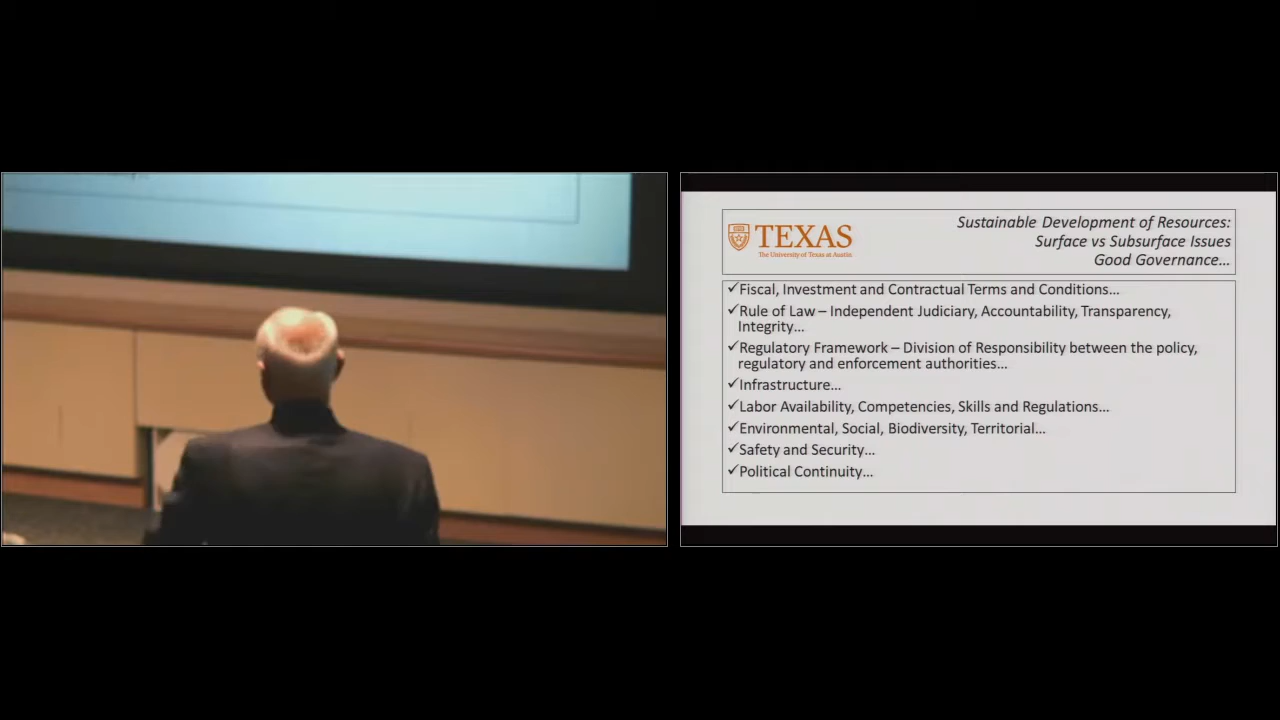 TEXAS
The University of Texas at Austin
Sustainable Development of Resources:
Surface vs Subsurface Issues
Good Governance...
✓Fiscal, Investment and Contractual Terms and Conditions...
✓Rule of Law – Independent Judiciary, Accountability, Transparency,
Integrity...
✓Regulatory Framework – Division of Responsibility between the policy,
regulatory and enforcement authorities...
✓Infrastructure...
✓Labor Availability, Competencies, Skills and Regulations...
✓Environmental, Social, Biodiversity, Territorial...
✓Safety and Security...
✓Political Continuity...